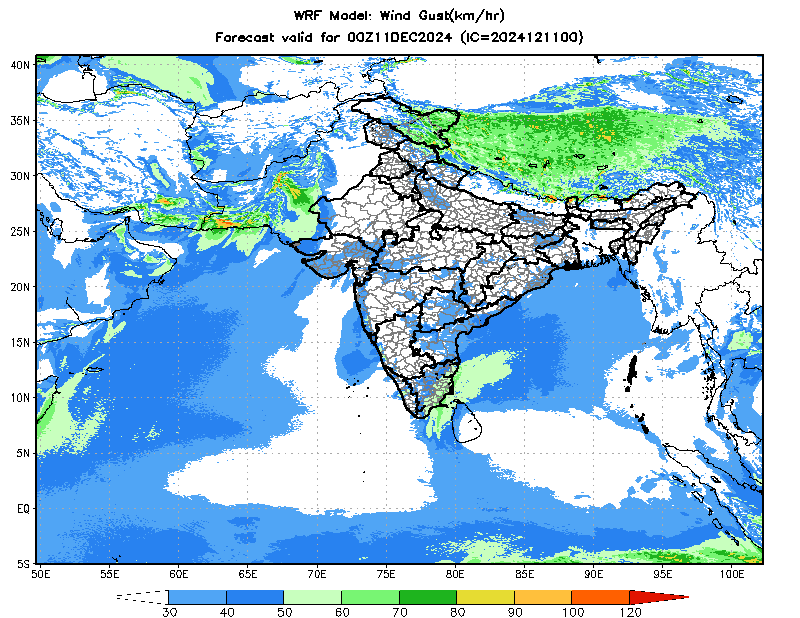 WRF Model: Wind Gust(km/hr)
Forecast valid for 00Z11DEC2024 (IC=2024121100)
40N
35N
30N
25N
20N
15N
10N
5N
EQ
5S
50E 55E 60E 65E 70E 75E 80E 85E 90E 95E 100E
30 40 50 60 70 80 90 100 120